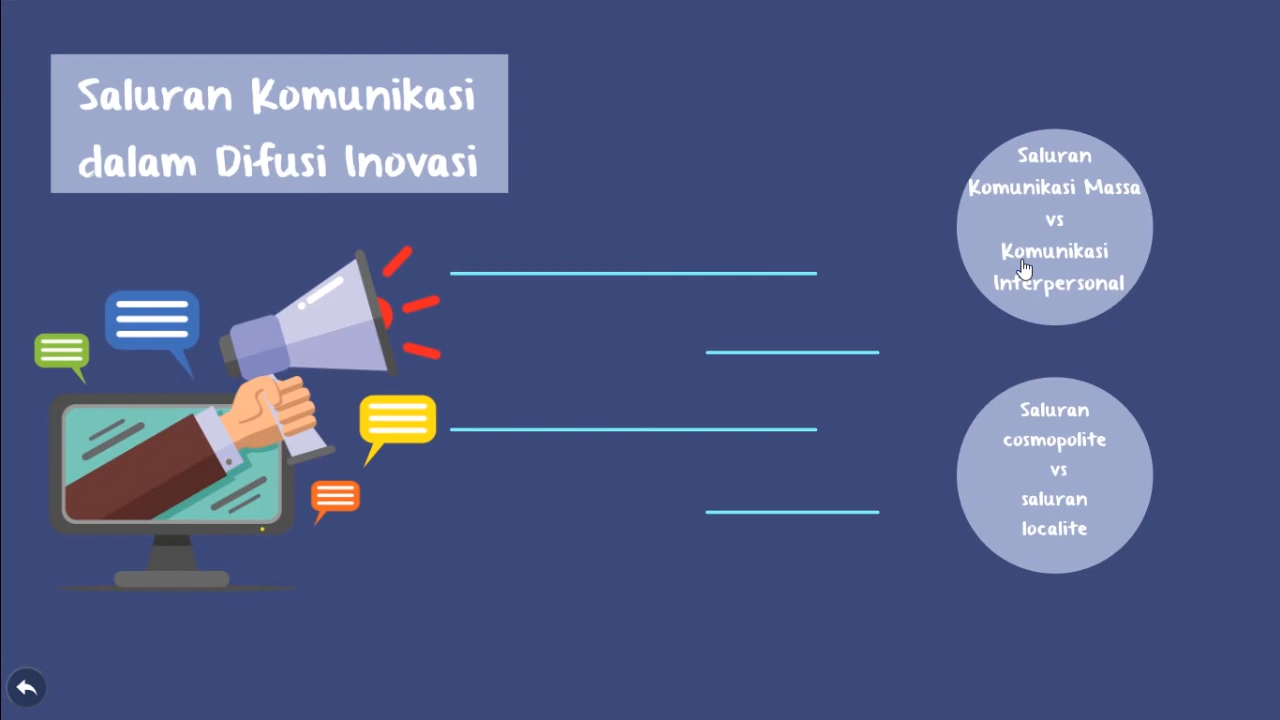 Saluran Komunikasi
dalam Difusi Inovasi
Saluran
Komunikasi Massa
vs
Komunikasi
Interpersonal
Saluran
cosmopolite
vs
saluran
localite